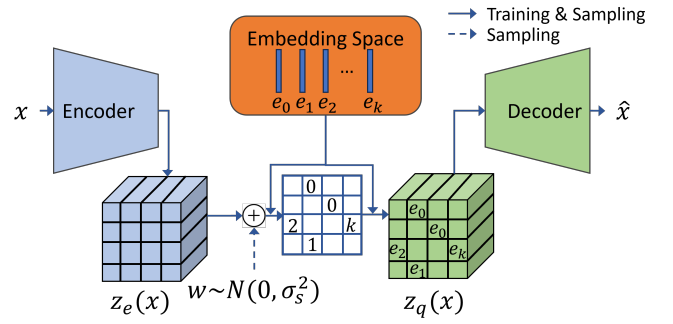 Training & Sampling
Sampling
Embedding Space
...
e₀ e₁ e₂ eₖ
x Encoder
Decoder x̂
0
0
2 k
1
e₀
e₀
e₂ eₖ
e₁
+
w~N(0, σₛ²)
zₑ(x)
z_q(x)